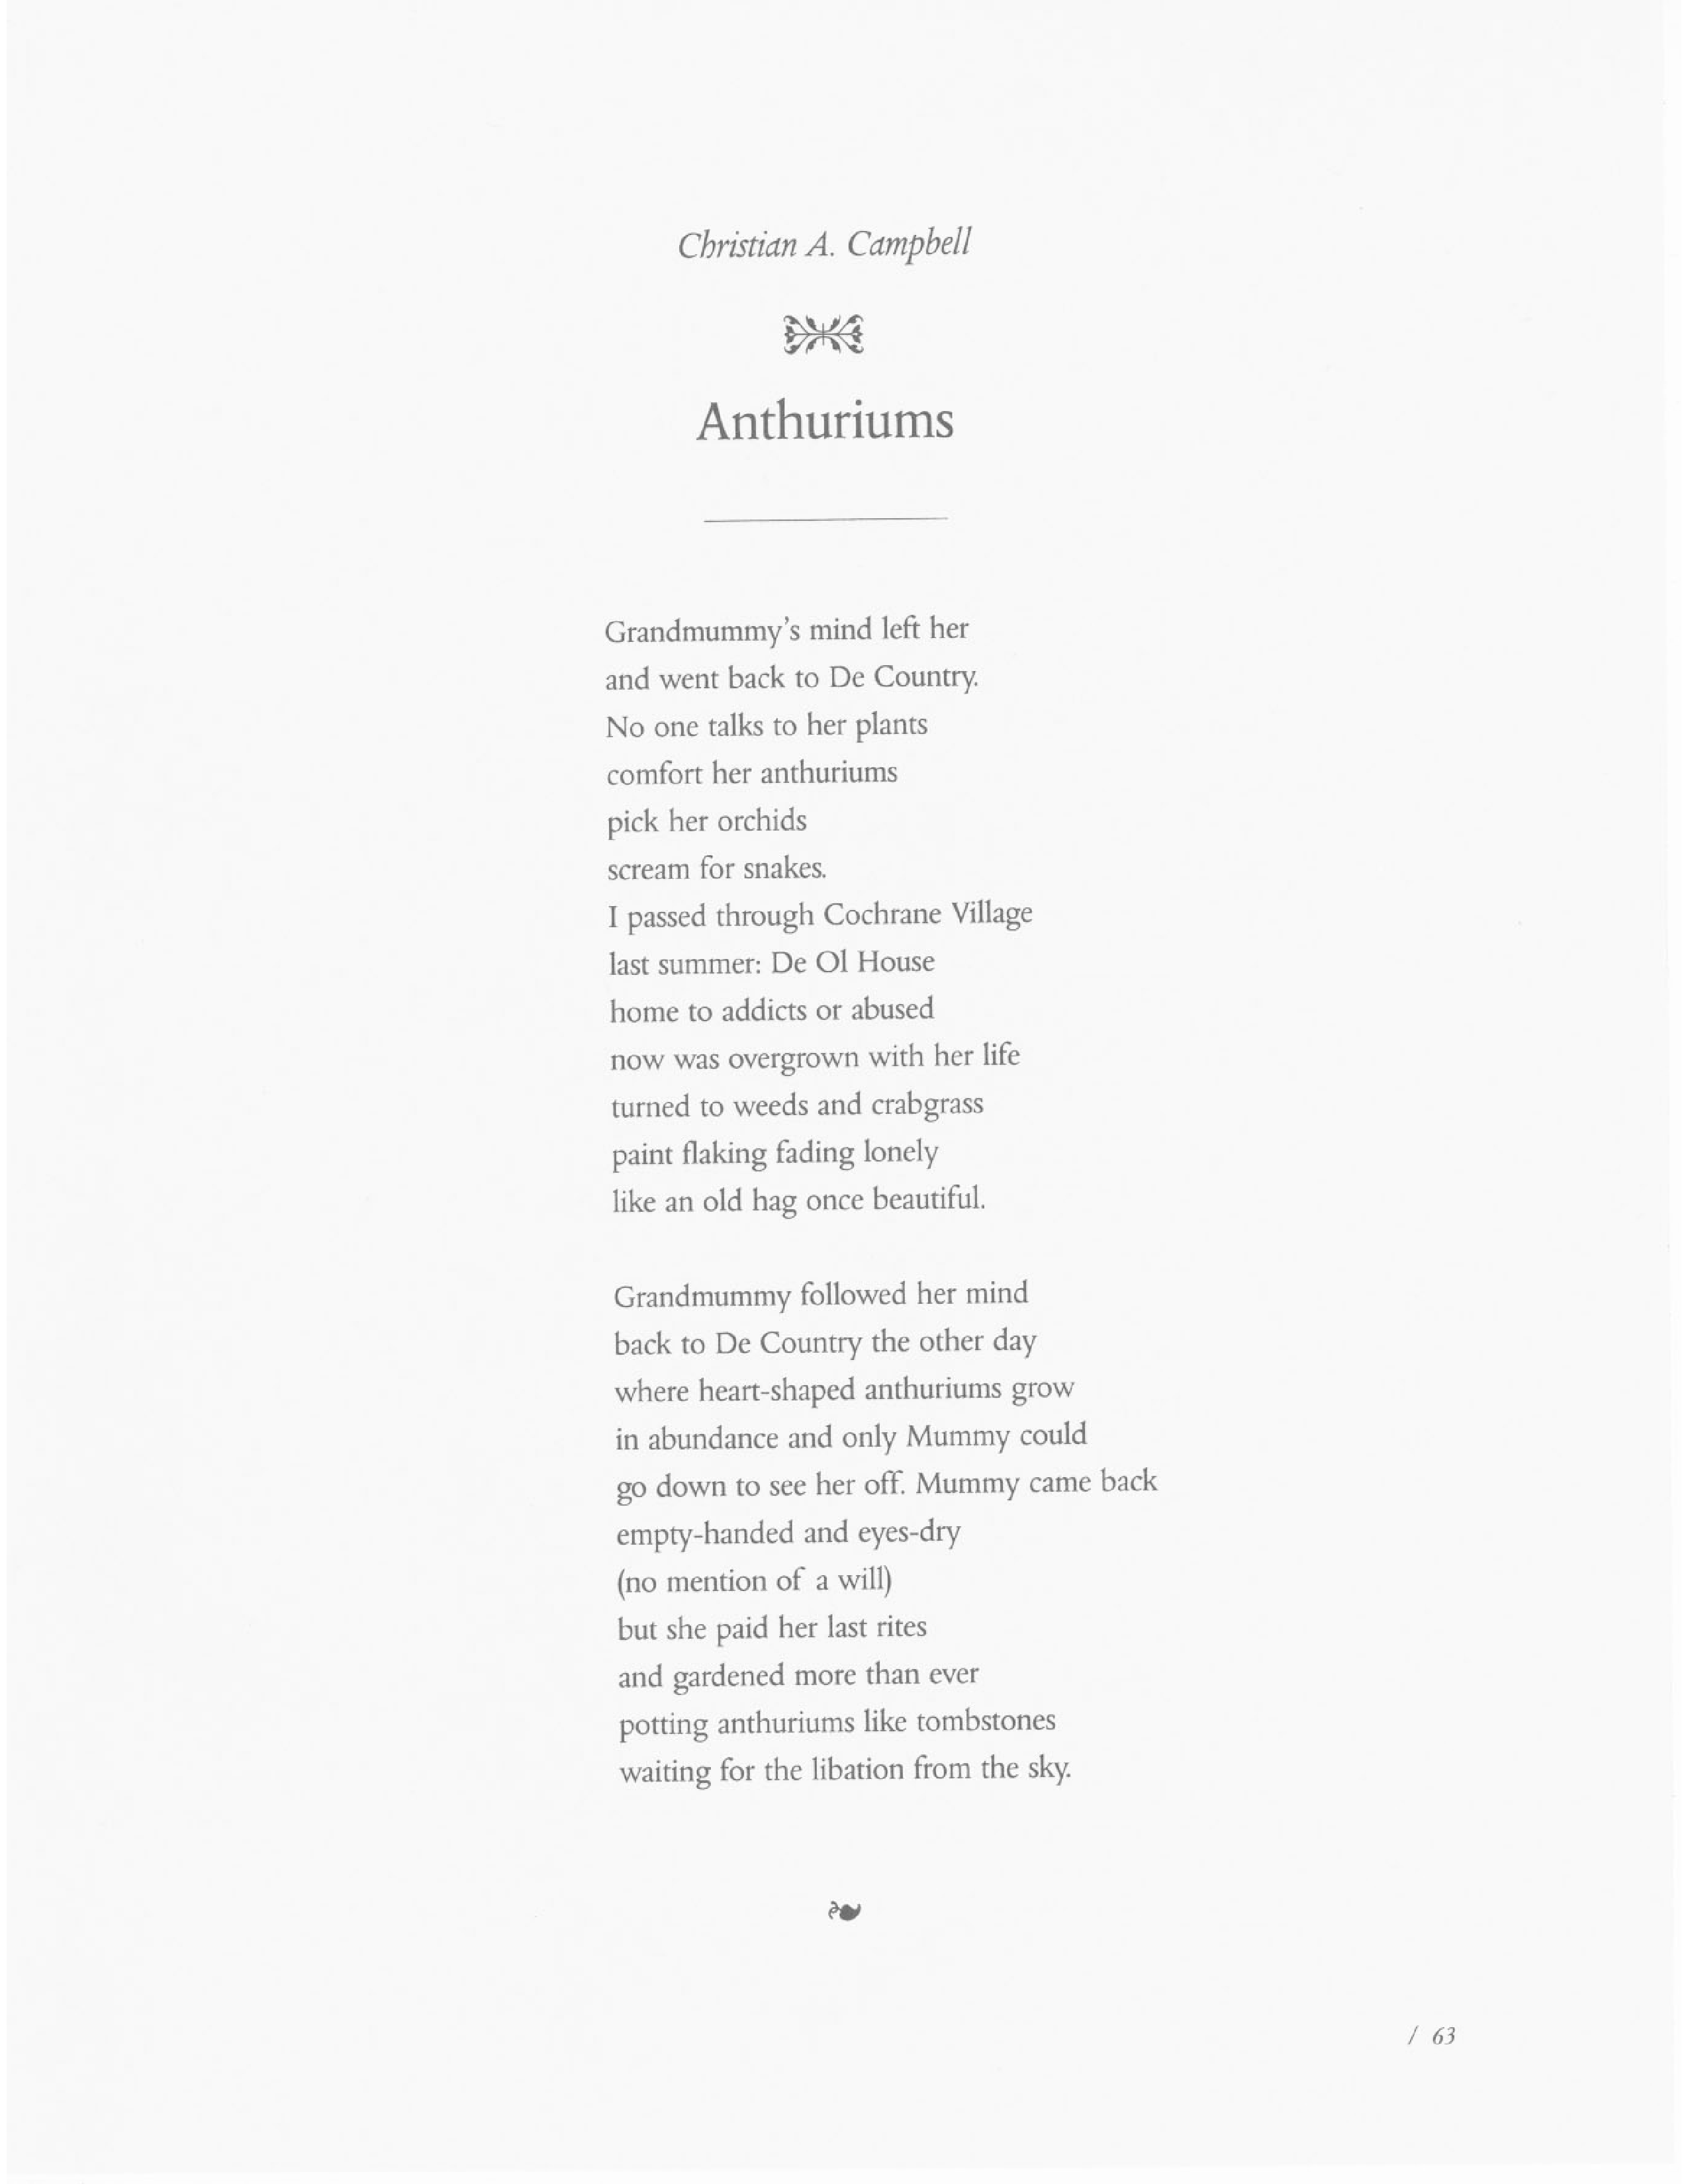 Christian A. Campbell
Anthuriums
Grandmummy's mind left her
and went back to De Country.
No one talks to her plants
comfort her anthuriums
pick her orchids
scream for snakes.
I passed through Cochrane Village
last summer: De Ol House
home to addicts or abused
now was overgrown with her life
turned to weeds and crabgrass
paint flaking fading lonely
like an old hag once beautiful.
Grandmummy followed her mind
back to De Country the other day
where heart-shaped anthuriums grow
in abundance and only Mummy could
go down to see her off. Mummy came back
empty-handed and eyes-dry
(no mention of a will)
but she paid her last rites
and gardened more than ever
potting anthuriums like tombstones
waiting for the libation from the sky.
/ 63